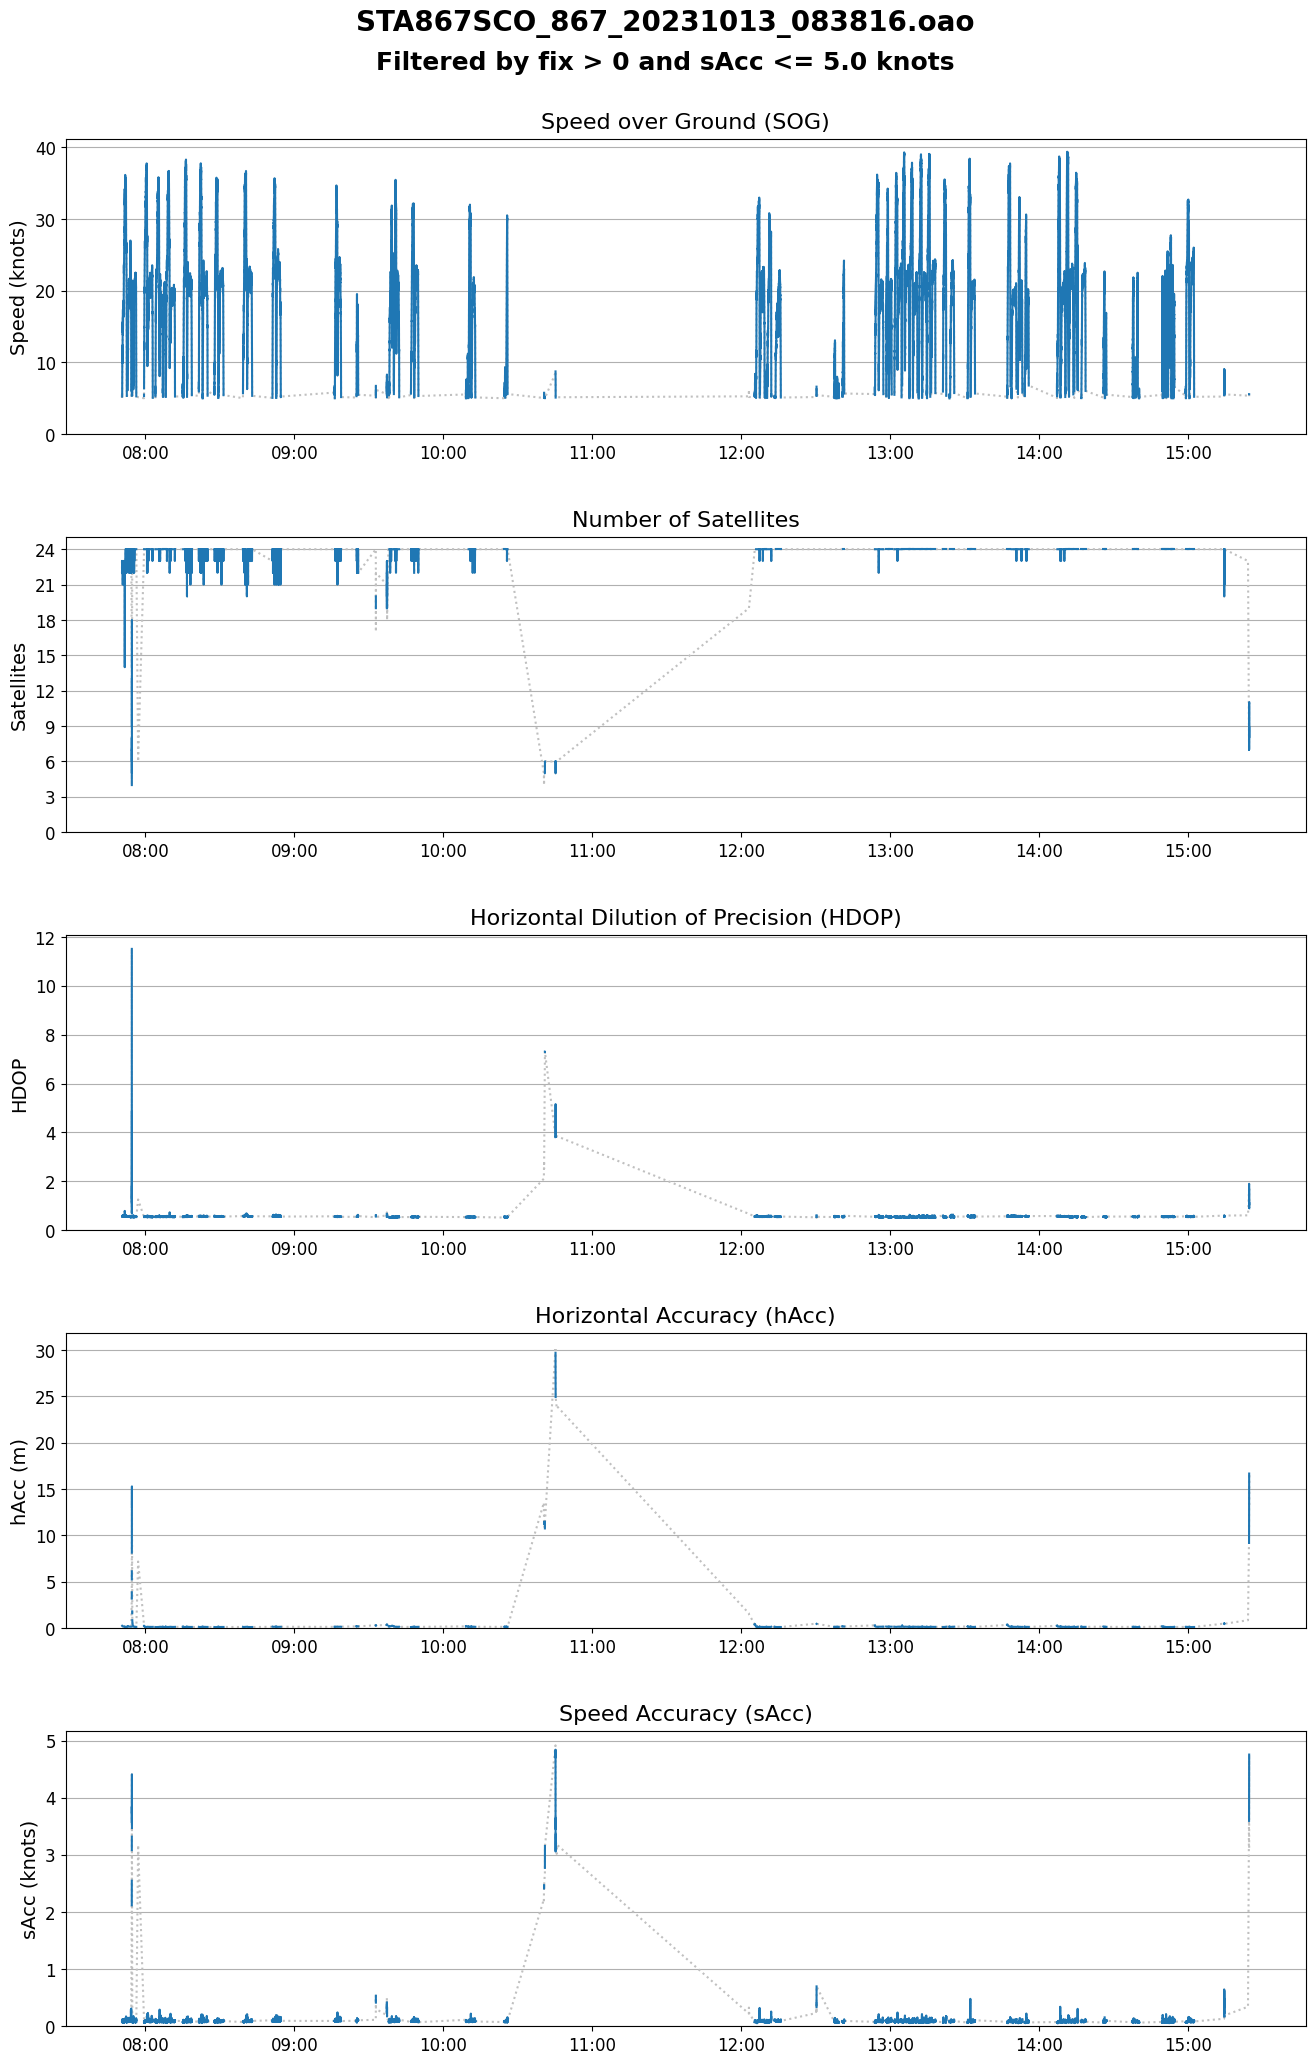 STA867SCO_867_20231013_083816.oao
Filtered by fix > 0 and sAcc <= 5.0 knots
Speed over Ground (SOG)
Speed (knots)
40
30
20
10
0
08:00 09:00 10:00 11:00 12:00 13:00 14:00 15:00
Number of Satellites
Satellites
24
21
18
15
12
9
6
3
0
08:00 09:00 10:00 11:00 12:00 13:00 14:00 15:00
Horizontal Dilution of Precision (HDOP)
HDOP
12
10
8
6
4
2
0
08:00 09:00 10:00 11:00 12:00 13:00 14:00 15:00
Horizontal Accuracy (hAcc)
hAcc (m)
30
25
20
15
10
5
0
08:00 09:00 10:00 11:00 12:00 13:00 14:00 15:00
Speed Accuracy (sAcc)
sAcc (knots)
5
4
3
2
1
0
08:00 09:00 10:00 11:00 12:00 13:00 14:00 15:00